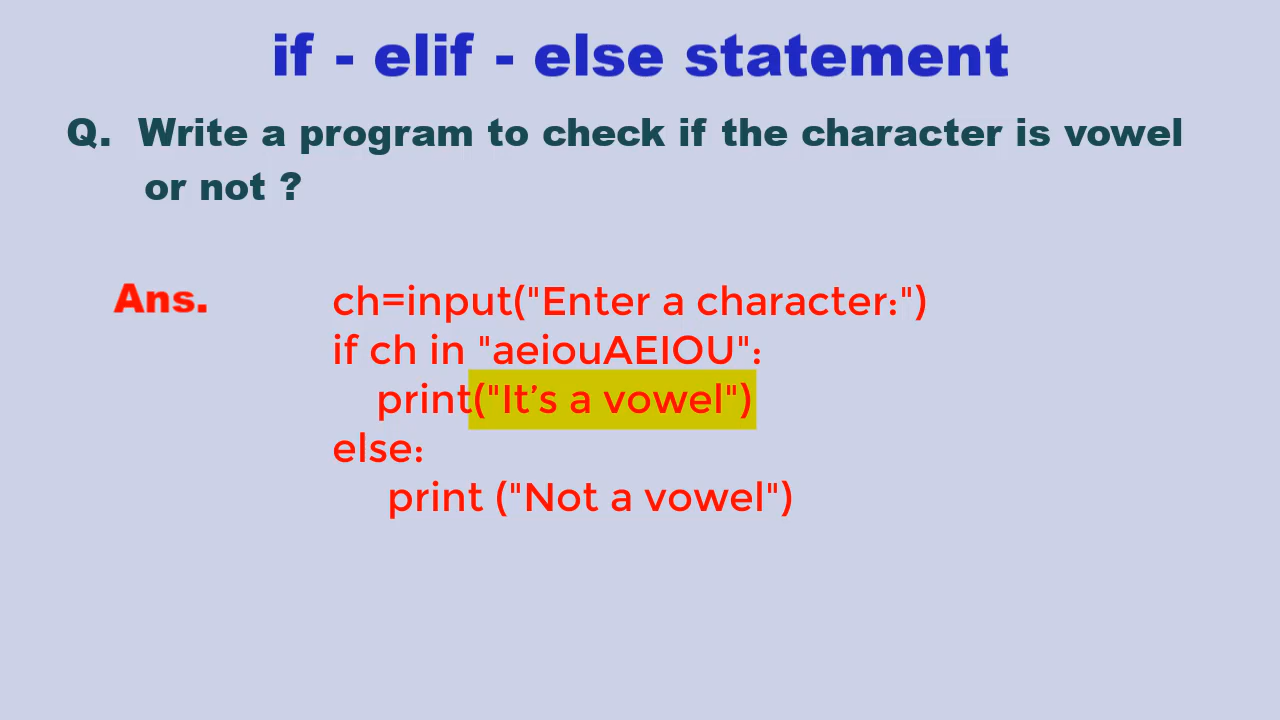 if - elif - else statement
Q. Write a program to check if the character is vowel
or not ?
Ans. ch=input("Enter a character:")
if ch in "aeiouAEIOU":
print("It’s a vowel")
else:
print ("Not a vowel")